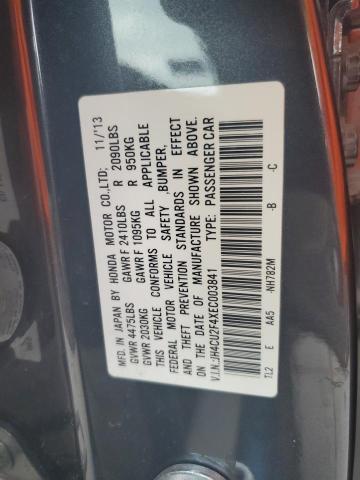 MFD. IN JAPAN BY HONDA MOTOR CO.,LTD: 11/'13
GVWR 4475LBS GAWR F 2410LBS R 2090LBS
GVWR 2030KG GAWR F 1095KG R 950KG
THIS VEHICLE CONFORMS TO ALL APPLICABLE
FEDERAL MOTOR VEHICLE SAFETY ,BUMPER,
AND THEFT PREVENTION STANDARDS IN EFFECT
ON THE DATE OF MANUFACTURE SHOWN ABOVE.
V.I.N.:JH4CU2F4XEC003841 TYPE: PASSENGER CAR
TL2 E AA5 -NH782M -B -C